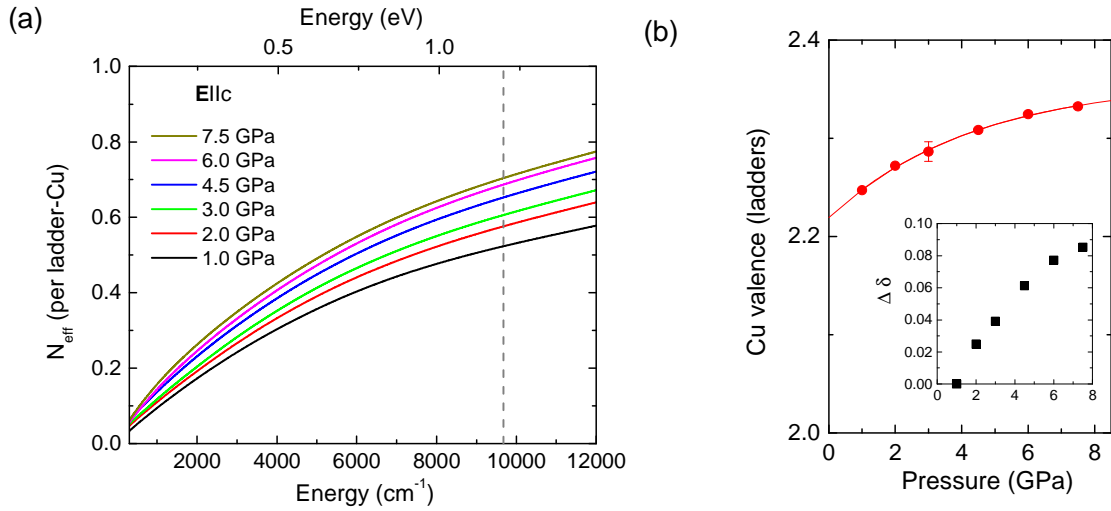 (a)
Energy (eV)
0.5 1.0
1.0
0.8
0.6
0.4
0.2
0.0
N_eff (per ladder-Cu)
EIIc
7.5 GPa
6.0 GPa
4.5 GPa
3.0 GPa
2.0 GPa
1.0 GPa
2000 4000 6000 8000 10000 12000
Energy (cm⁻¹)
(b)
2.4
2.2
2.0
Cu valence (ladders)
0.10
0.08
0.06
0.04
0.02
0.00
Δ δ
0 2 4 6 8
0 2 4 6 8
Pressure (GPa)